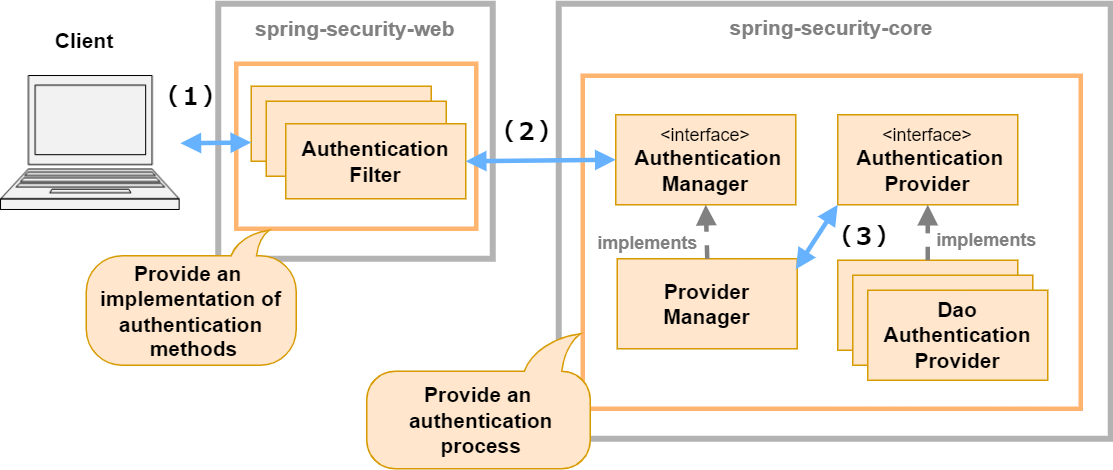 Client
(1)
spring-security-web
Authentication
Filter
Provide an
implementation of
authentication
methods
(2)
spring-security-core
<interface>
Authentication
Manager
<interface>
Authentication
Provider
implements
(3)
implements
Provider
Manager
Dao
Authentication
Provider
Provide an
authentication
process